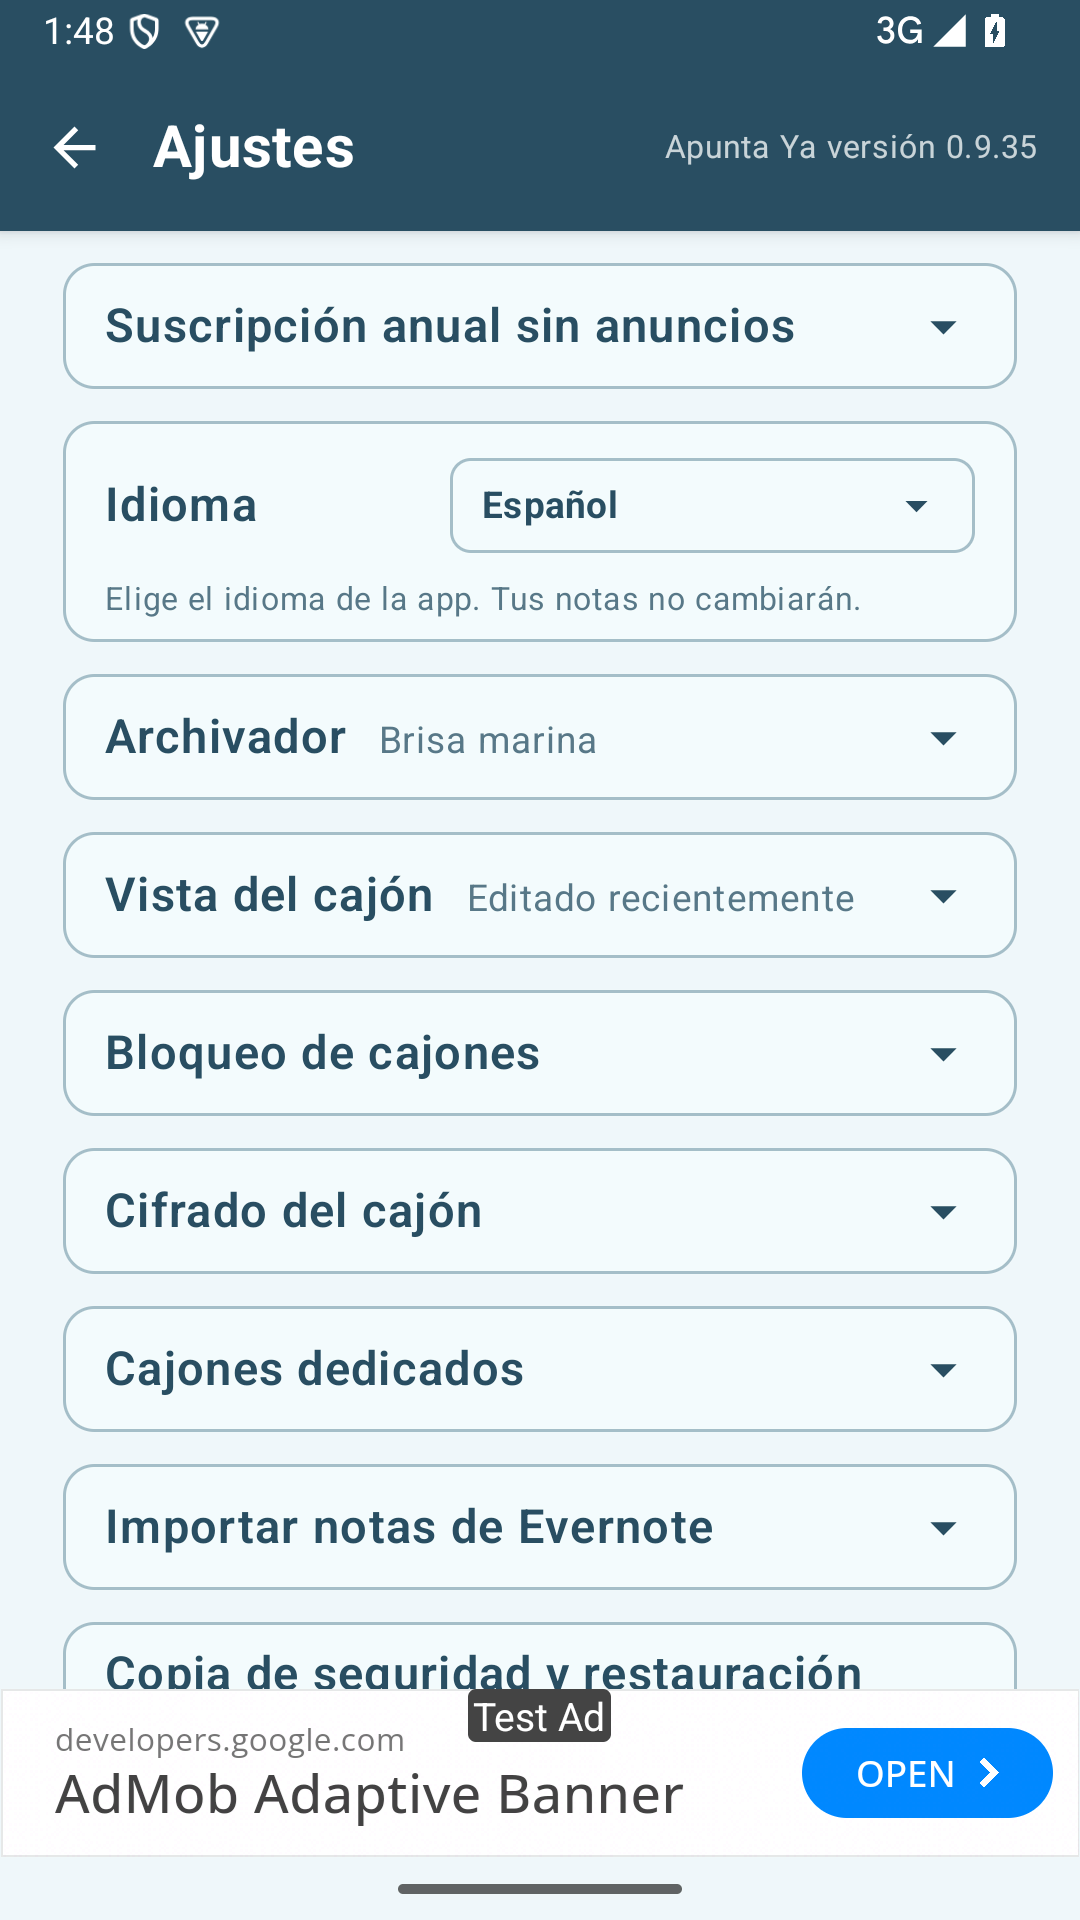 1:48
3G
Ajustes
Apunta Ya versión 0.9.35
Suscripción anual sin anuncios
Idioma
Español
Elige el idioma de la app. Tus notas no cambiarán.
Archivador Brisa marina
Vista del cajón Editado recientemente
Bloqueo de cajones
Cifrado del cajón
Cajones dedicados
Importar notas de Evernote
Copia de seguridad y restauración
Test Ad
developers.google.com
AdMob Adaptive Banner
OPEN